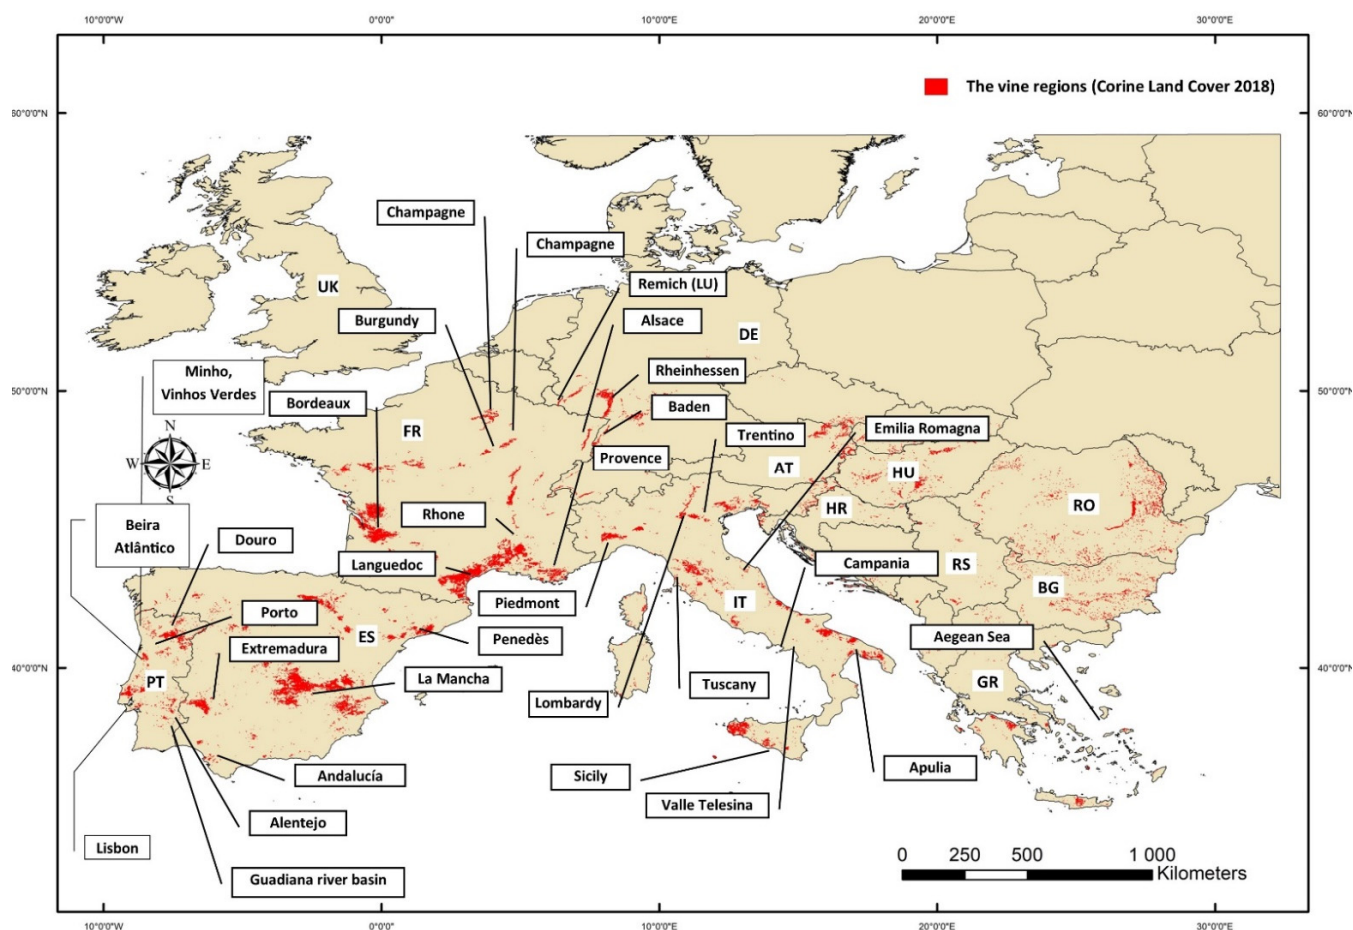 10°0'0"W 0°0'0" 10°0'0"E 20°0'0"E 30°0'0"E
The vine regions (Corine Land Cover 2018)
60°0'0"N 60°0'0"N
Champagne
Champagne
Remich (LU)
UK
Burgundy
Alsace
DE
Minho,
Vinhos Verdes
Rheinhessen
50°0'0"N 50°0'0"N
Bordeaux
Baden
N
FR
Trentino
Emilia Romagna
W E
Provence
AT
HU
S
RO
HR
Beira
Atlântico
Rhone
Douro
Languedoc
Campania
RS
BG
Porto
Piedmont
IT
ES
Penedès
Aegean Sea
Extremadura
40°0'0"N 40°0'0"N
PT
La Mancha
Tuscany
GR
Lombardy
Andalucía
Sicily
Apulia
Valle Telesina
Alentejo
Lisbon
Guadiana river basin
0 250 500 1 000
Kilometers
10°0'0"W 0°0'0" 10°0'0"E 20°0'0"E 30°0'0"E